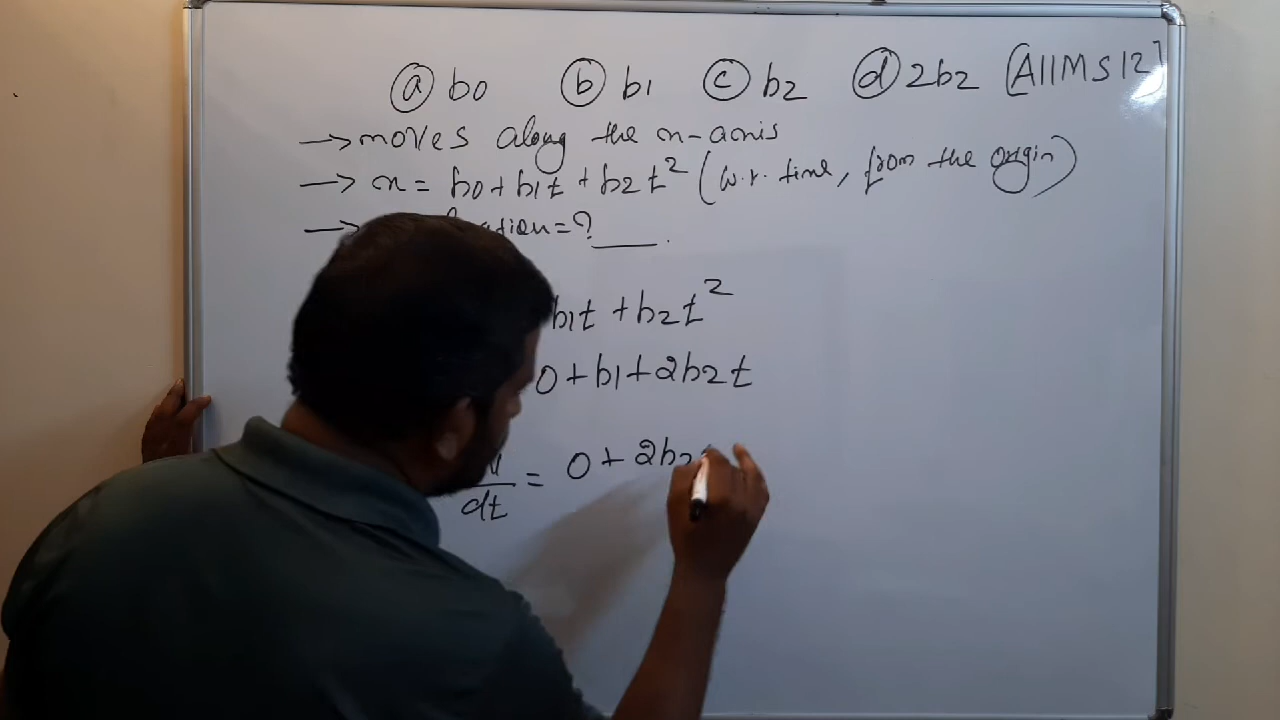 ⓐ b0 ⓑ b1 ⓒ b2 ⓓ 2b2 [AIIMS 12]
→ moves along the x-axis
→ x = b0 + b1t + b2t² (w.r. time, from the origin)
→ = ? ____.
b1t + b2t²
0 + b1 + 2b2t
dt = 0 + 2b2